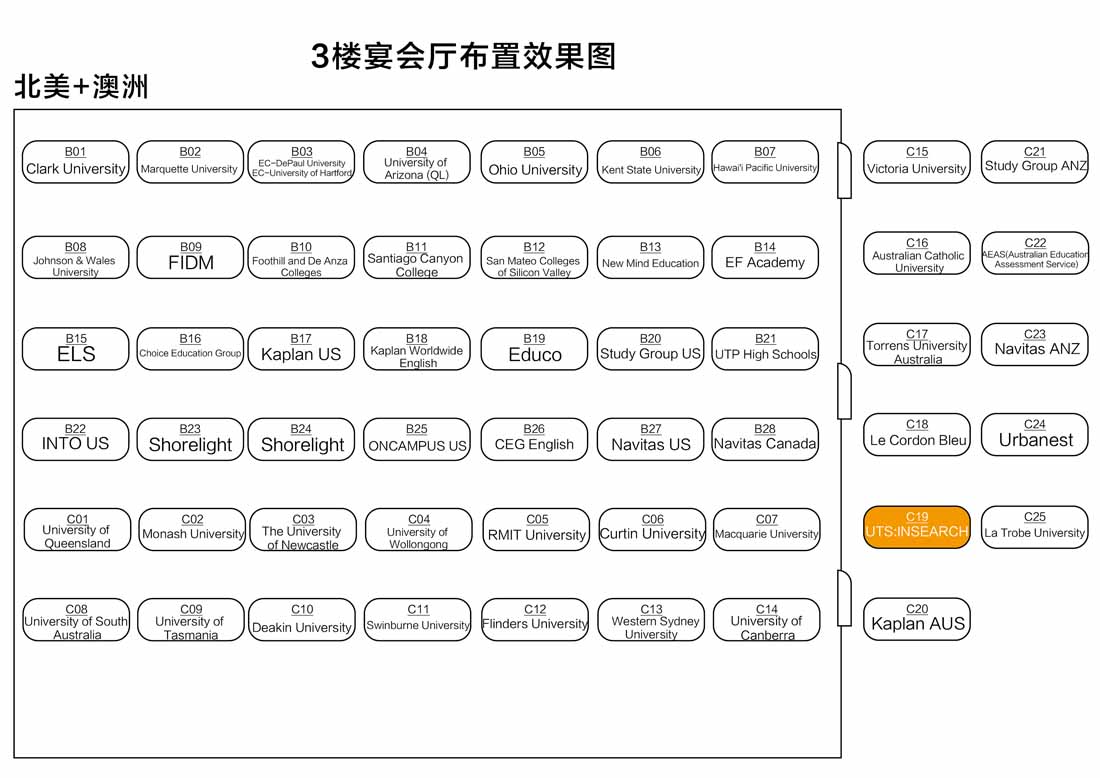 3楼宴会厅布置效果图
北美+澳洲
B01
Clark University
B02
Marquette University
B03
EC-DePaul University
EC-University of Hartford
B04
University of
Arizona (QL)
B05
Ohio University
B06
Kent State University
B07
Hawai'i Pacific University
C15
Victoria University
C21
Study Group ANZ
B08
Johnson & Wales
University
B09
FIDM
B10
Foothill and De Anza
Colleges
B11
Santiago Canyon
College
B12
San Mateo Colleges
of Silicon Valley
B13
New Mind Education
B14
EF Academy
C16
Australian Catholic
University
C22
AEAS(Australian Education
Assessment Service)
B15
ELS
B16
Choice Education Group
B17
Kaplan US
B18
Kaplan Worldwide
English
B19
Educo
B20
Study Group US
B21
UTP High Schools
C17
Torrens University
Australia
C23
Navitas ANZ
B22
INTO US
B23
Shorelight
B24
Shorelight
B25
ONCAMPUS US
B26
CEG English
B27
Navitas US
B28
Navitas Canada
C18
Le Cordon Bleu
C24
Urbanest
C01
University of
Queensland
C02
Monash University
C03
The University
of Newcastle
C04
University of
Wollongong
C05
RMIT University
C06
Curtin University
C07
Macquarie University
C19
UTS:INSEARCH
C25
La Trobe University
C08
University of South
Australia
C09
University of
Tasmania
C10
Deakin University
C11
Swinburne University
C12
Flinders University
C13
Western Sydney
University
C14
University of
Canberra
C20
Kaplan AUS